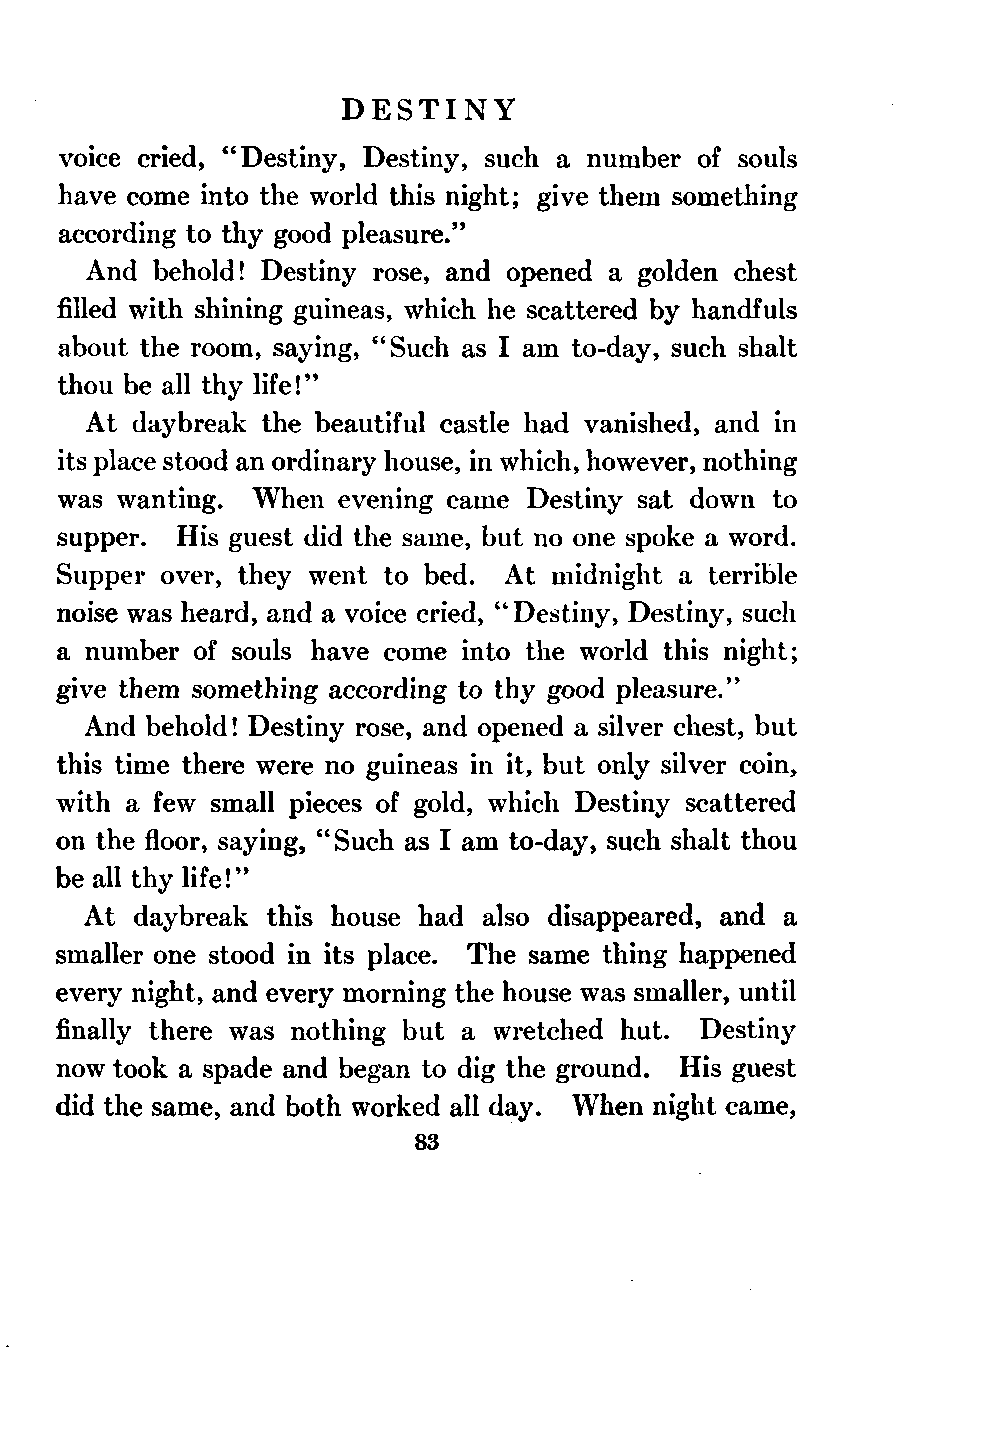 DESTINY
voice cried, “Destiny, Destiny, such a number of souls
have come into the world this night; give them something
according to thy good pleasure.”
And behold! Destiny rose, and opened a golden chest
filled with shining guineas, which he scattered by handfuls
about the room, saying, “Such as I am to-day, such shalt
thou be all thy life!”
At daybreak the beautiful castle had vanished, and in
its place stood an ordinary house, in which, however, nothing
was wanting. When evening came Destiny sat down to
supper. His guest did the same, but no one spoke a word.
Supper over, they went to bed. At midnight a terrible
noise was heard, and a voice cried, “Destiny, Destiny, such
a number of souls have come into the world this night;
give them something according to thy good pleasure.”
And behold! Destiny rose, and opened a silver chest, but
this time there were no guineas in it, but only silver coin,
with a few small pieces of gold, which Destiny scattered
on the floor, saying, “Such as I am to-day, such shalt thou
be all thy life!”
At daybreak this house had also disappeared, and a
smaller one stood in its place. The same thing happened
every night, and every morning the house was smaller, until
finally there was nothing but a wretched hut. Destiny
now took a spade and began to dig the ground. His guest
did the same, and both worked all day. When night came,
83